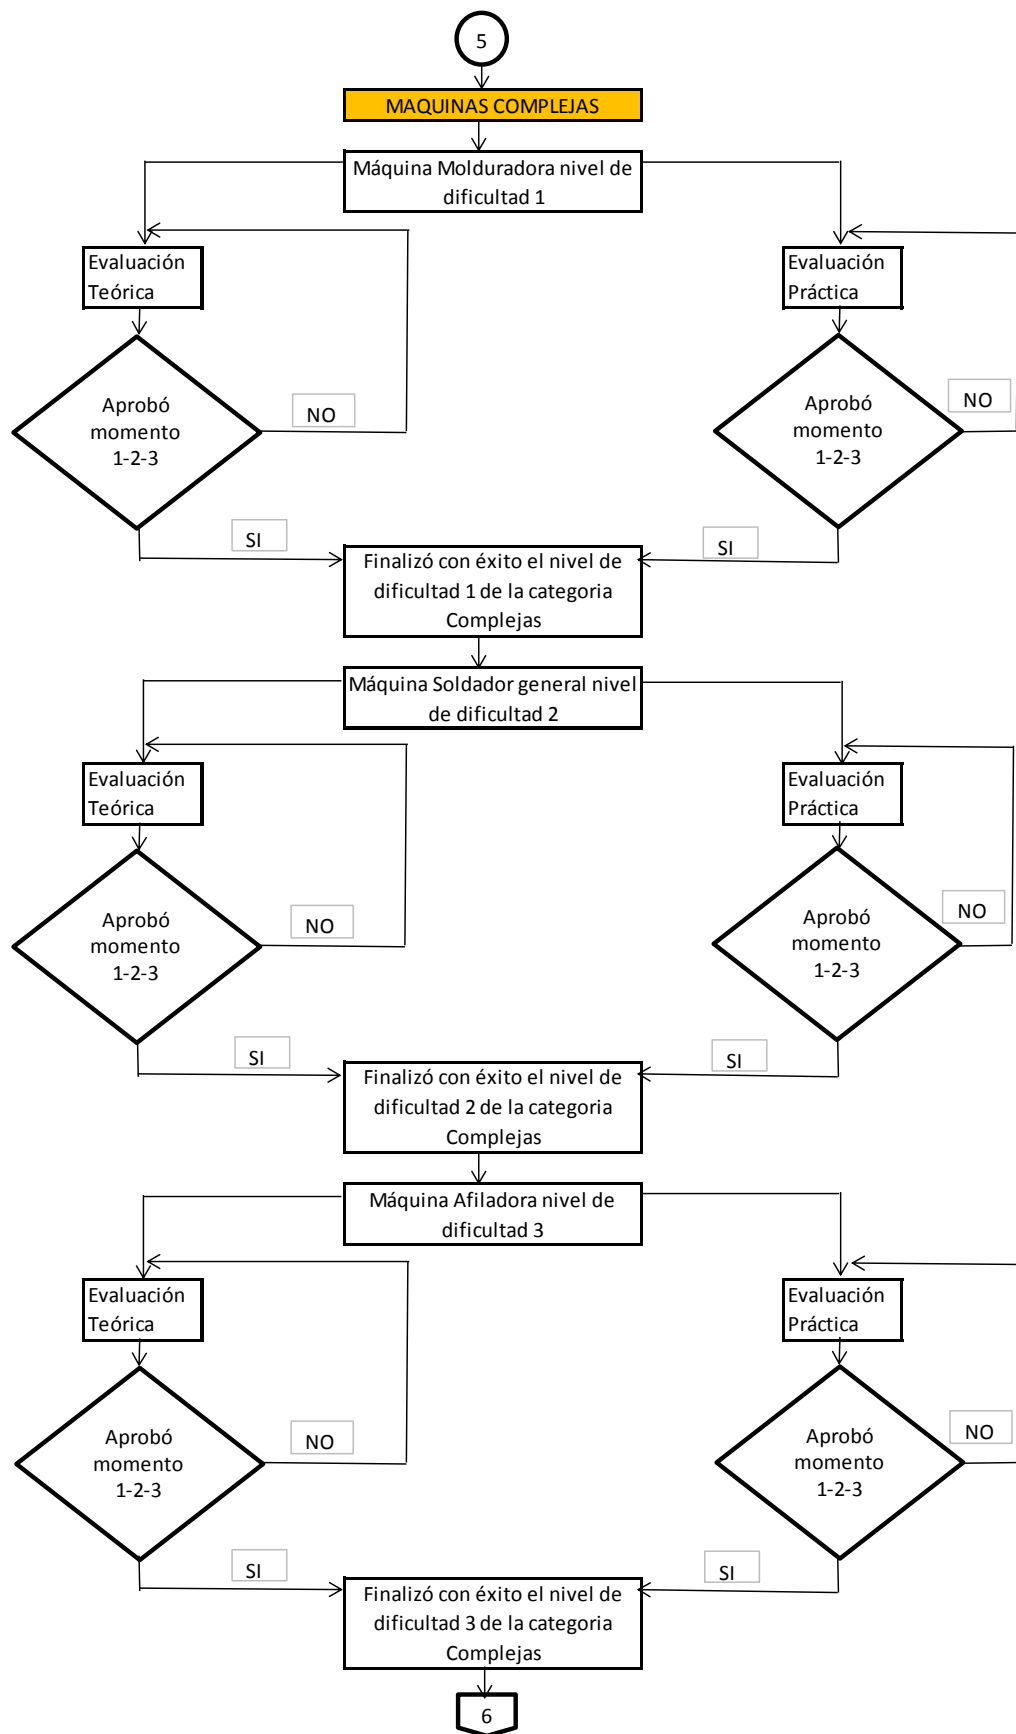 5
MAQUINAS COMPLEJAS
Máquina Molduradora nivel de
dificultad 1
Evaluación
Teórica
Evaluación
Práctica
Aprobó
momento
1-2-3
NO
Aprobó
momento
1-2-3
NO
SI
SI
Finalizó con éxito el nivel de
dificultad 1 de la categoria
Complejas
Máquina Soldador general nivel
de dificultad 2
Evaluación
Teórica
Evaluación
Práctica
Aprobó
momento
1-2-3
NO
Aprobó
momento
1-2-3
NO
SI
SI
Finalizó con éxito el nivel de
dificultad 2 de la categoria
Complejas
Máquina Afiladora nivel de
dificultad 3
Evaluación
Teórica
Evaluación
Práctica
Aprobó
momento
1-2-3
NO
Aprobó
momento
1-2-3
NO
SI
SI
Finalizó con éxito el nivel de
dificultad 3 de la categoria
Complejas
6